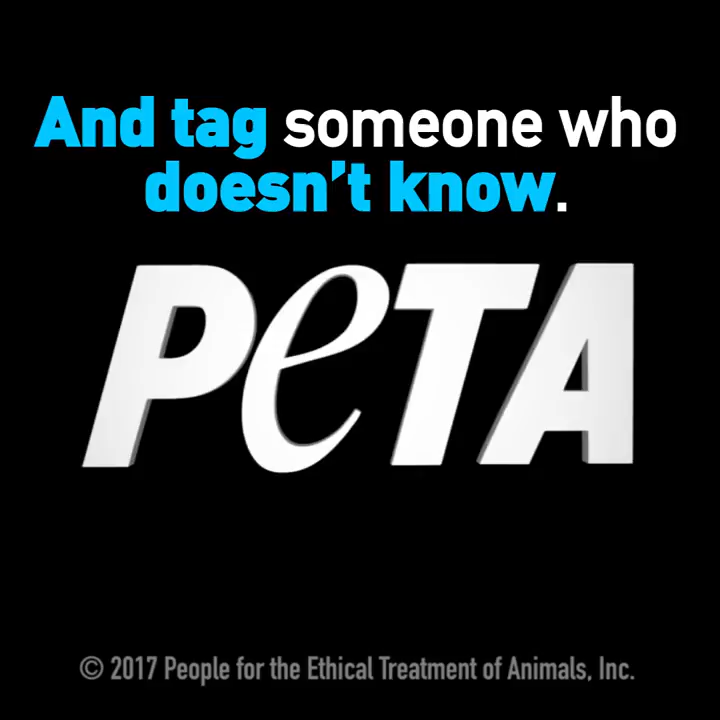 And tag someone who
doesn't know.
PeTA
© 2017 People for the Ethical Treatment of Animals, Inc.